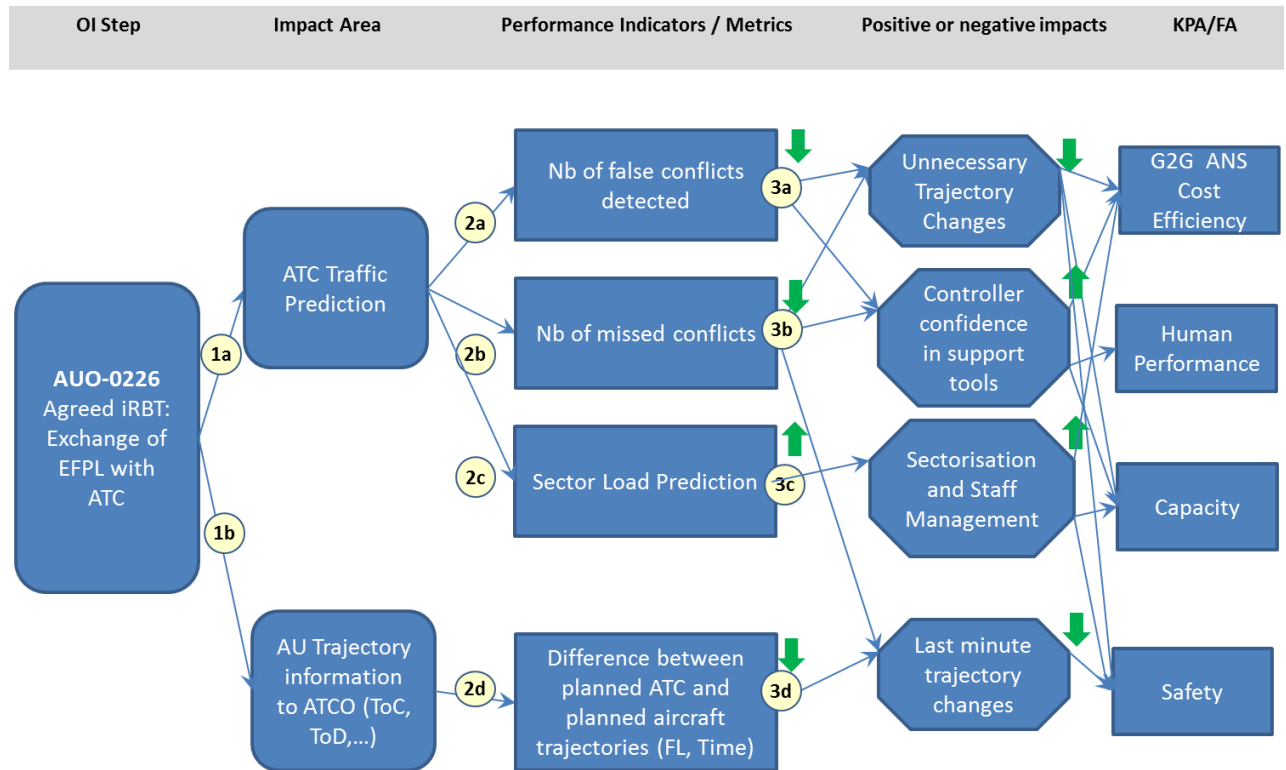 OI Step
Impact Area
Performance Indicators / Metrics
Positive or negative impacts
KPA/FA
AUO-0226
Agreed iRBT:
Exchange of
EFPL with
ATC
1a
1b
ATC Traffic
Prediction
AU Trajectory
information
to ATCO (ToC,
ToD,...)
2a
2b
2c
2d
Nb of false conflicts
detected
Nb of missed conflicts
Sector Load Prediction
Difference between
planned ATC and
planned aircraft
trajectories (FL, Time)
3a
3b
3c
3d
Unnecessary
Trajectory
Changes
Controller
confidence
in support
tools
Sectorisation
and Staff
Management
Last minute
trajectory
changes
G2G ANS
Cost
Efficiency
Human
Performance
Capacity
Safety